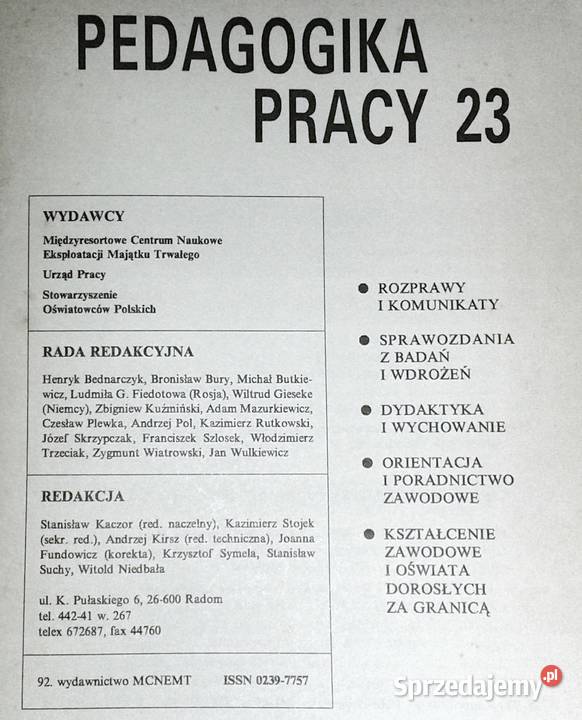 PEDAGOGIKA
PRACY 23
WYDAWCY
Międzyresortowe Centrum Naukowe
Eksploatacji Majątku Trwałego
Urząd Pracy
Stowarzyszenie
Oświatowców Polskich
RADA REDAKCYJNA
Henryk Bednarczyk, Bronisław Bury, Michał Butkie-
wicz, Ludmiła G. Fiedotowa (Rosja), Wiltrud Gieseke
(Niemcy), Zbigniew Kuźmiński, Adam Mazurkiewicz,
Czesław Plewka, Andrzej Pol, Kazimierz Rutkowski,
Józef Skrzypczak, Franciszek Szlosek, Włodzimierz
Trzeciak, Zygmunt Wiatrowski, Jan Wulkiewicz
REDAKCJA
Stanisław Kaczor (red. naczelny), Kazimierz Stojek
(sekr. red.), Andrzej Kirsz (red. techniczna), Joanna
Fundowicz (korekta), Krzysztof Symela, Stanisław
Suchy, Witold Niedbała
ul. K. Pułaskiego 6, 26-600 Radom
tel. 442-41 w. 267
telex 672687, fax 44760
92. wydawnictwo MCNEMT ISSN 0239-7757
ROZPRAWY
I KOMUNIKATY
SPRAWOZDANIA
Z BADAŃ
I WDROŻEŃ
DYDAKTYKA
I WYCHOWANIE
ORIENTACJA
I PORADNICTWO
ZAWODOWE
KSZTAŁCENIE
ZAWODOWE
I OŚWIATA
DOROSŁYCH
ZA GRANICĄ
Sprzedajemy.pl